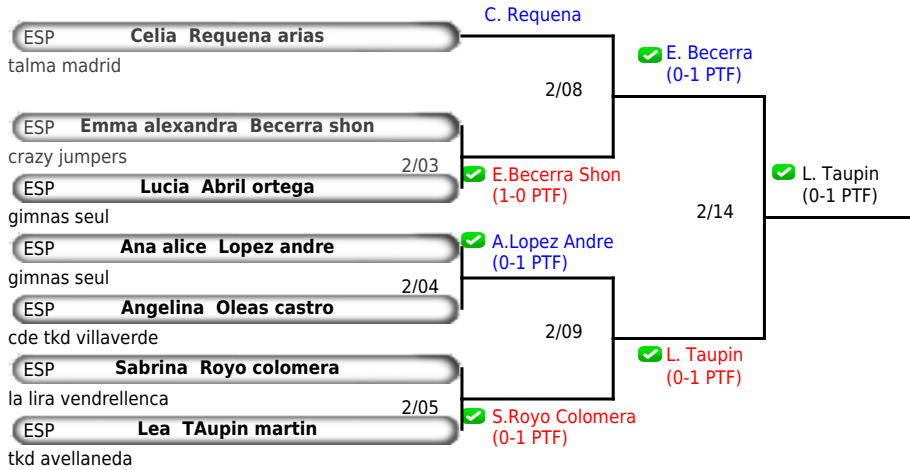 C. Requena
ESP Celia Requena arias
talma madrid
E. Becerra
(0-1 PTF)
2/08
ESP Emma alexandra Becerra shon
crazy jumpers
2/03
E.Becerra Shon
(1-0 PTF)
L. Taupin
(0-1 PTF)
ESP Lucia Abril ortega
gimnas seul
2/14
ESP Ana alice Lopez andre
A.Lopez Andre
(0-1 PTF)
gimnas seul
2/04
ESP Angelina Oleas castro
cde tkd villaverde
2/09
L. Taupin
(0-1 PTF)
ESP Sabrina Royo colomera
la lira vendrellenca
2/05
S.Royo Colomera
(0-1 PTF)
ESP Lea TAupin martin
tkd avellaneda